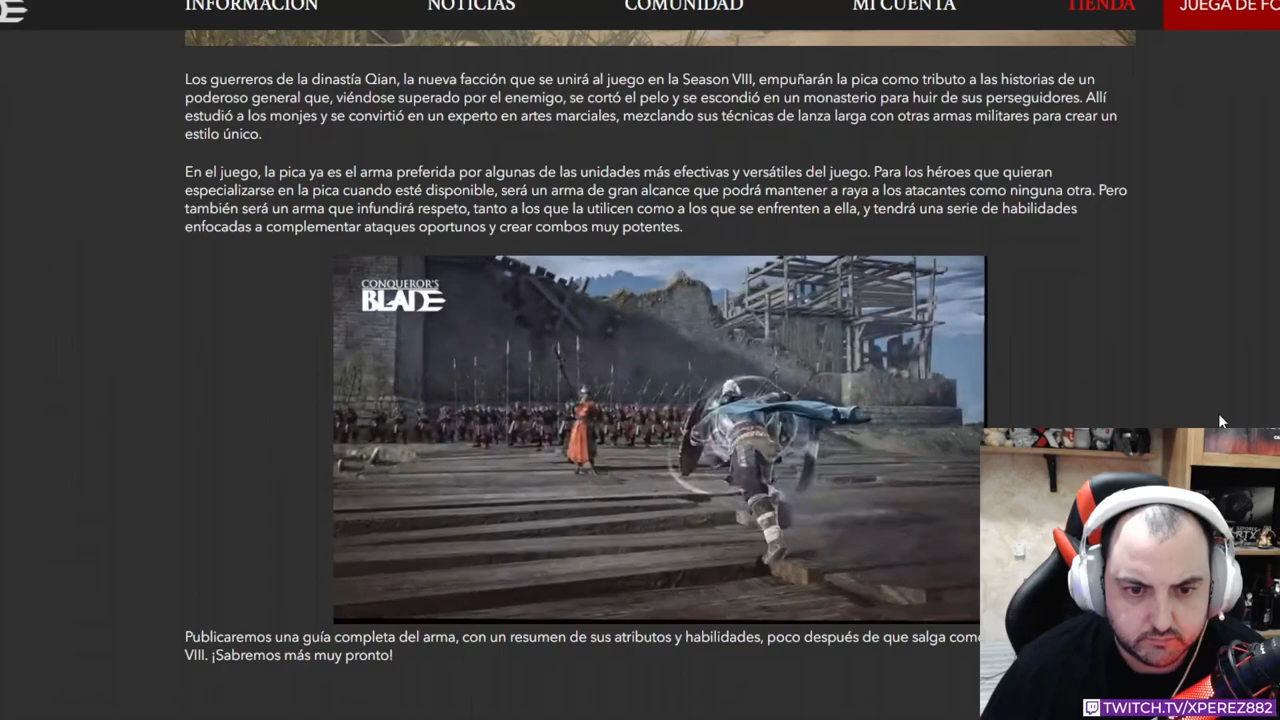 INFORMACIÓN NOTICIAS COMUNIDAD MI CUENTA TIENDA JUEGA DE FO
Los guerreros de la dinastía Qian, la nueva facción que se unirá al juego en la Season VIII, empuñarán la pica como tributo a las historias de un
poderoso general que, viéndose superado por el enemigo, se cortó el pelo y se escondió en un monasterio para huir de sus perseguidores. Allí
estudió a los monjes y se convirtió en un experto en artes marciales, mezclando sus técnicas de lanza larga con otras armas militares para crear un
estilo único.
En el juego, la pica ya es el arma preferida por algunas de las unidades más efectivas y versátiles del juego. Para los héroes que quieran
especializarse en la pica cuando esté disponible, será un arma de gran alcance que podrá mantener a raya a los atacantes como ninguna otra. Pero
también será un arma que infundirá respeto, tanto a los que la utilicen como a los que se enfrenten a ella, y tendrá una serie de habilidades
enfocadas a complementar ataques oportunos y crear combos muy potentes.
CONQUEROR'S
BLADE
Publicaremos una guía completa del arma, con un resumen de sus atributos y habilidades, poco después de que salga como
VIII. ¡Sabremos más muy pronto!
TWITCH.TV/XPEREZ882